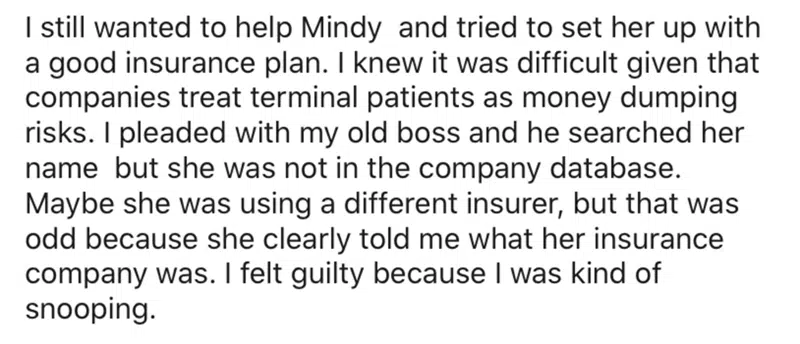 I still wanted to help Mindy  and tried to set her up with
a good insurance plan. I knew it was difficult given that
companies treat terminal patients as money dumping
risks. I pleaded with my old boss and he searched her
name  but she was not in the company database.
Maybe she was using a different insurer, but that was
odd because she clearly told me what her insurance
company was. I felt guilty because I was kind of
snooping.